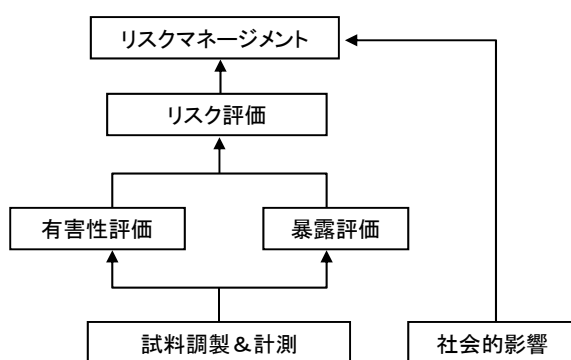 リスクマネージメント
リスク評価
有害性評価
暴露評価
試料調製&計測
社会的影響